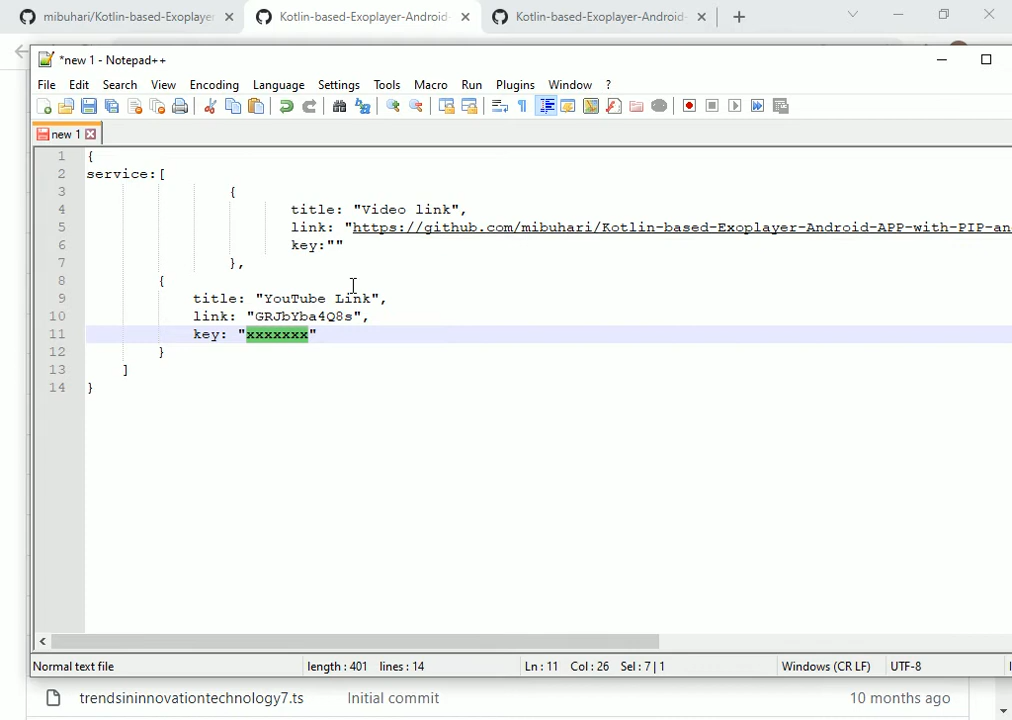 mibuhari/Kotlin-based-Exoplayer
Kotlin-based-Exoplayer-Android-
Kotlin-based-Exoplayer-Android-
*new 1 - Notepad++
File Edit Search View Encoding Language Settings Tools Macro Run Plugins Window ?
new 1
1 {
2 service:[
3 {
4 title: "Video link",
5 link: "https://github.com/mibuhari/Kotlin-based-Exoplayer-Android-APP-with-PIP-an
6 key:""
7 },
8 {
9 title: "YouTube Link",
10 link: "GRJbYba4Q8s",
11 key: "xxxxxxx"
12 }
13 ]
14 }
Normal text file length : 401 lines : 14 Ln : 11 Col : 26 Sel : 7 | 1 Windows (CR LF) UTF-8
trendsininnovationtechnology7.ts Initial commit 10 months ago